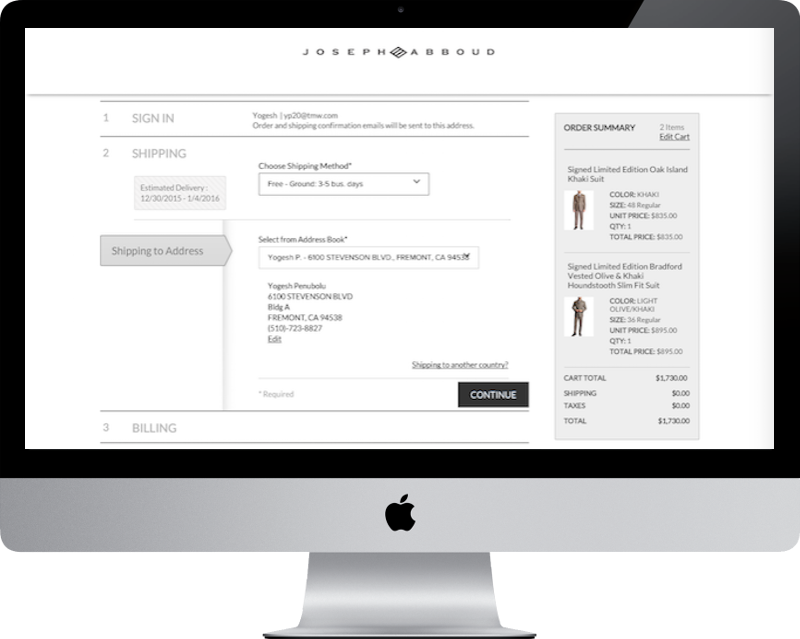 JOSEPH ABBOUD
1 SIGN IN
Yogesh | yp20@tmw.com
Order and shipping confirmation emails will be sent to this address.
2 SHIPPING
Estimated Delivery :
12/30/2015 - 1/4/2016
Choose Shipping Method*
Free - Ground: 3-5 bus. days
Shipping to Address
Select from Address Book*
Yogesh P. - 6100 STEVENSON BLVD., FREMONT, CA 9453
Yogesh Penubolu
6100 STEVENSON BLVD
Bldg A
FREMONT, CA 94538
(510)-723-8827
Edit
Shipping to another country?
* Required
CONTINUE
3 BILLING
ORDER SUMMARY
2 Items
Edit Cart
Signed Limited Edition Oak Island
Khaki Suit
COLOR: KHAKI
SIZE: 48 Regular
UNIT PRICE: $835.00
QTY: 1
TOTAL PRICE: $835.00
Signed Limited Edition Bradford
Vested Olive & Khaki
Houndstooth Slim Fit Suit
COLOR: LIGHT
OLIVE/KHAKI
SIZE: 36 Regular
UNIT PRICE: $895.00
QTY: 1
TOTAL PRICE: $895.00
CART TOTAL $1,730.00
SHIPPING $0.00
TAXES $0.00
TOTAL $1,730.00